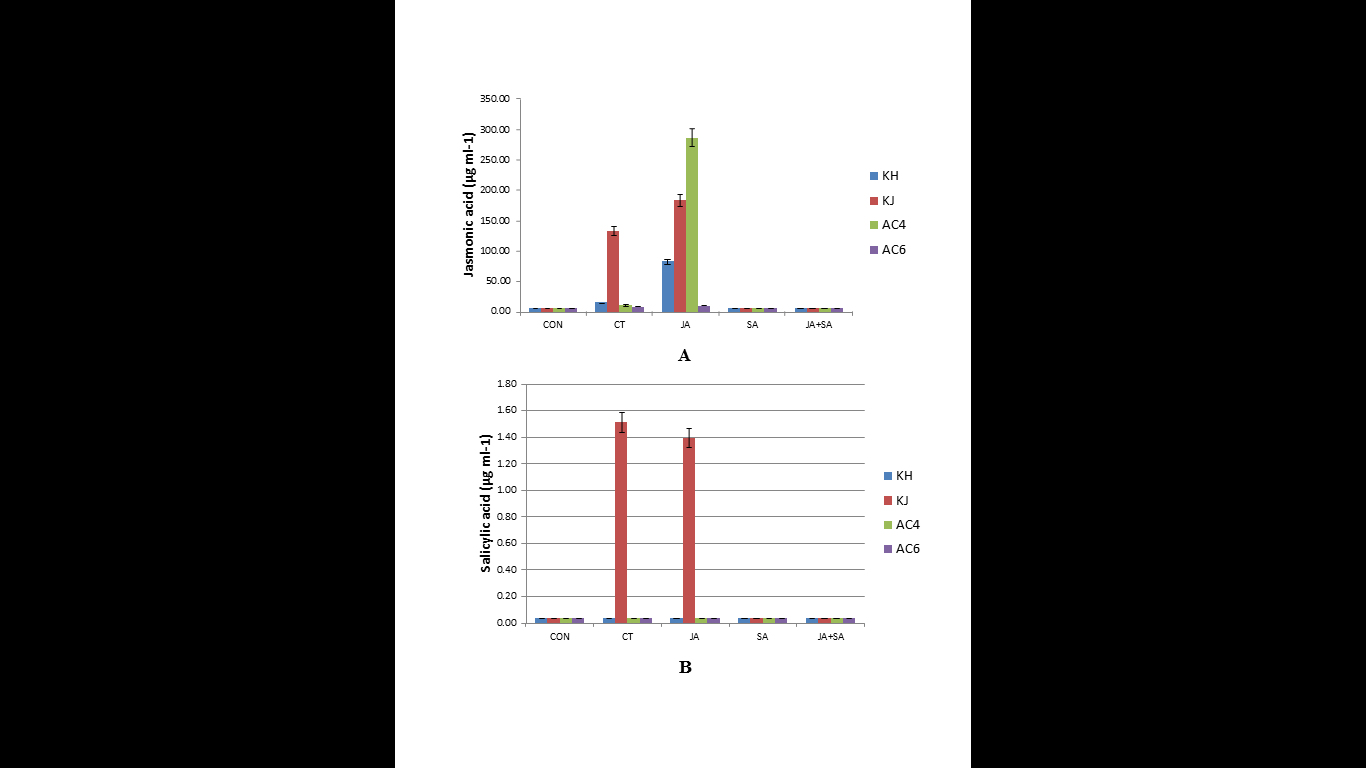 350.00
300.00
250.00
200.00
150.00
100.00
50.00
0.00
Jasmonic acid (µg ml-1)
CON CT JA SA JA+SA
KH
KJ
AC4
AC6
A
1.80
1.60
1.40
1.20
1.00
0.80
0.60
0.40
0.20
0.00
Salicylic acid (µg ml-1)
CON CT JA SA JA+SA
KH
KJ
AC4
AC6
B